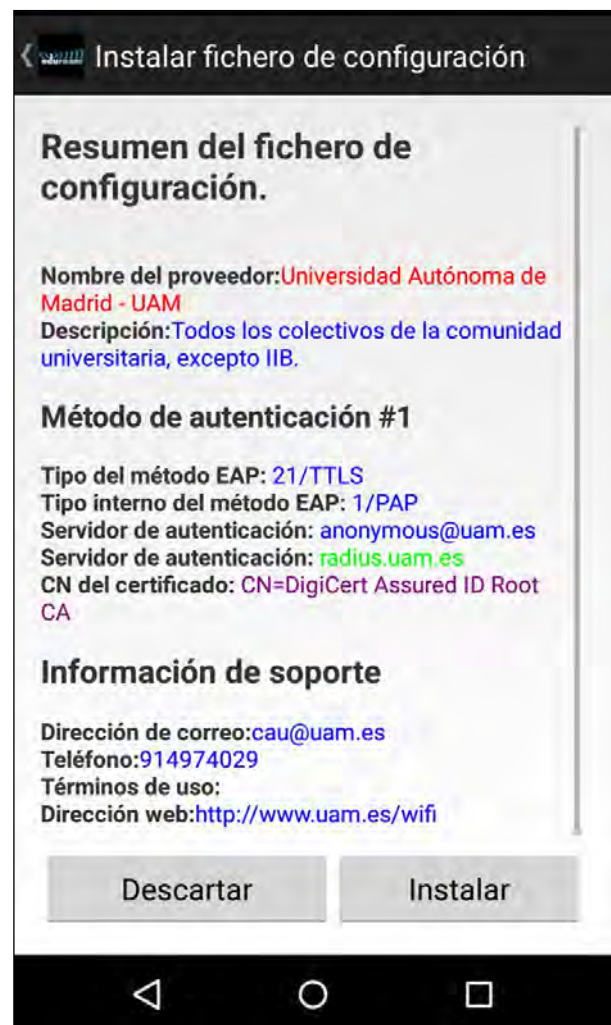 Instalar fichero de configuración
Resumen del fichero de
configuración.
Nombre del proveedor:Universidad Autónoma de
Madrid - UAM
Descripción:Todos los colectivos de la comunidad
universitaria, excepto IIB.
Método de autenticación #1
Tipo del método EAP: 21/TTLS
Tipo interno del método EAP: 1/PAP
Servidor de autenticación: anonymous@uam.es
Servidor de autenticación: radius.uam.es
CN del certificado: CN=DigiCert Assured ID Root
CA
Información de soporte
Dirección de correo:cau@uam.es
Teléfono:914974029
Términos de uso:
Dirección web:http://www.uam.es/wifi
Descartar Instalar